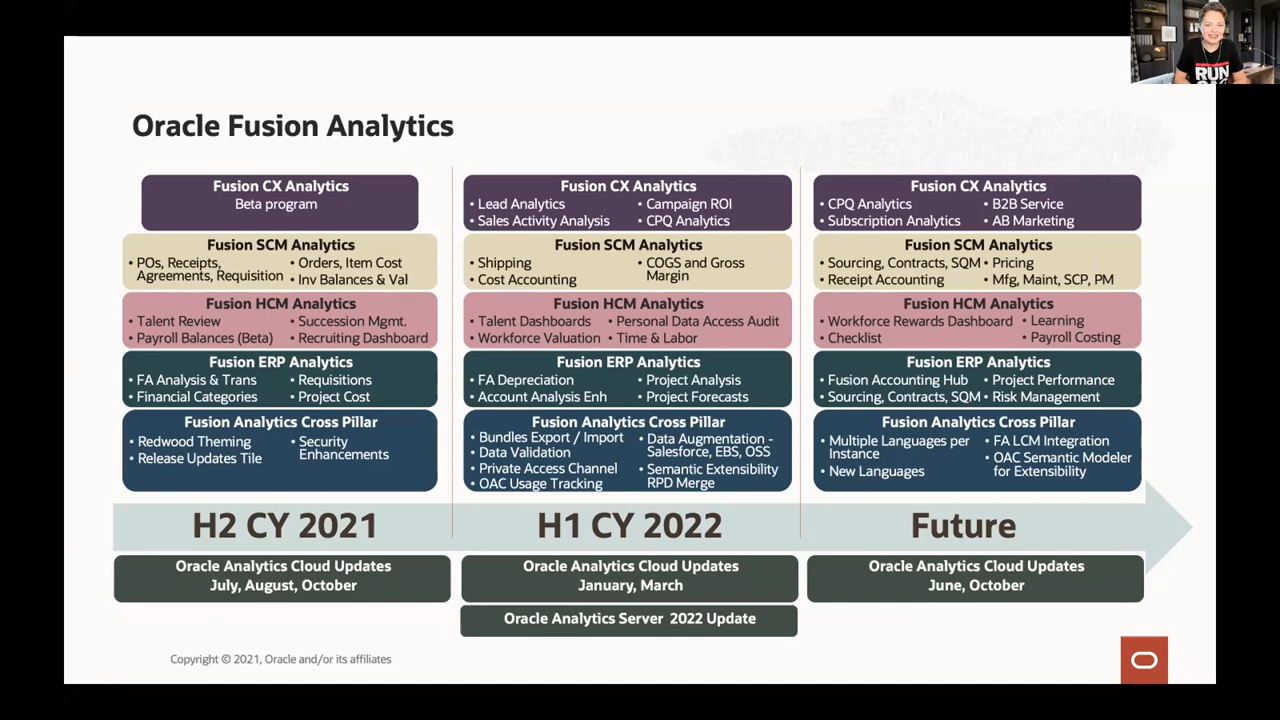 RUN
Oracle Fusion Analytics
Fusion CX Analytics
Beta program
Fusion SCM Analytics
• POs, Receipts,
Agreements, Requisition
• Orders, Item Cost
• Inv Balances & Val
Fusion HCM Analytics
• Talent Review
• Payroll Balances (Beta)
• Succession Mgmt.
• Recruiting Dashboard
Fusion ERP Analytics
• FA Analysis & Trans
• Financial Categories
• Requisitions
• Project Cost
Fusion Analytics Cross Pillar
• Redwood Theming
• Release Updates Tile
• Security
Enhancements
H2 CY 2021
Oracle Analytics Cloud Updates
July, August, October
Fusion CX Analytics
• Lead Analytics
• Sales Activity Analysis
• Campaign ROI
• CPQ Analytics
Fusion SCM Analytics
• Shipping
• Cost Accounting
• COGS and Gross
Margin
Fusion HCM Analytics
• Talent Dashboards
• Workforce Valuation
• Personal Data Access Audit
• Time & Labor
Fusion ERP Analytics
• FA Depreciation
• Account Analysis Enh
• Project Analysis
• Project Forecasts
Fusion Analytics Cross Pillar
• Bundles Export / Import
• Data Validation
• Private Access Channel
• OAC Usage Tracking
• Data Augmentation -
Salesforce, EBS, OSS
• Semantic Extensibility
RPD Merge
H1 CY 2022
Oracle Analytics Cloud Updates
January, March
Oracle Analytics Server 2022 Update
Fusion CX Analytics
• CPQ Analytics
• Subscription Analytics
• B2B Service
• AB Marketing
Fusion SCM Analytics
• Sourcing, Contracts, SQM
• Receipt Accounting
• Pricing
• Mfg, Maint, SCP, PM
Fusion HCM Analytics
• Workforce Rewards Dashboard
• Checklist
• Learning
• Payroll Costing
Fusion ERP Analytics
• Fusion Accounting Hub
• Sourcing, Contracts, SQM
• Project Performance
• Risk Management
Fusion Analytics Cross Pillar
• Multiple Languages per
Instance
• New Languages
• FA LCM Integration
• OAC Semantic Modeler
for Extensibility
Future
Oracle Analytics Cloud Updates
June, October
Copyright © 2021, Oracle and/or its affiliates